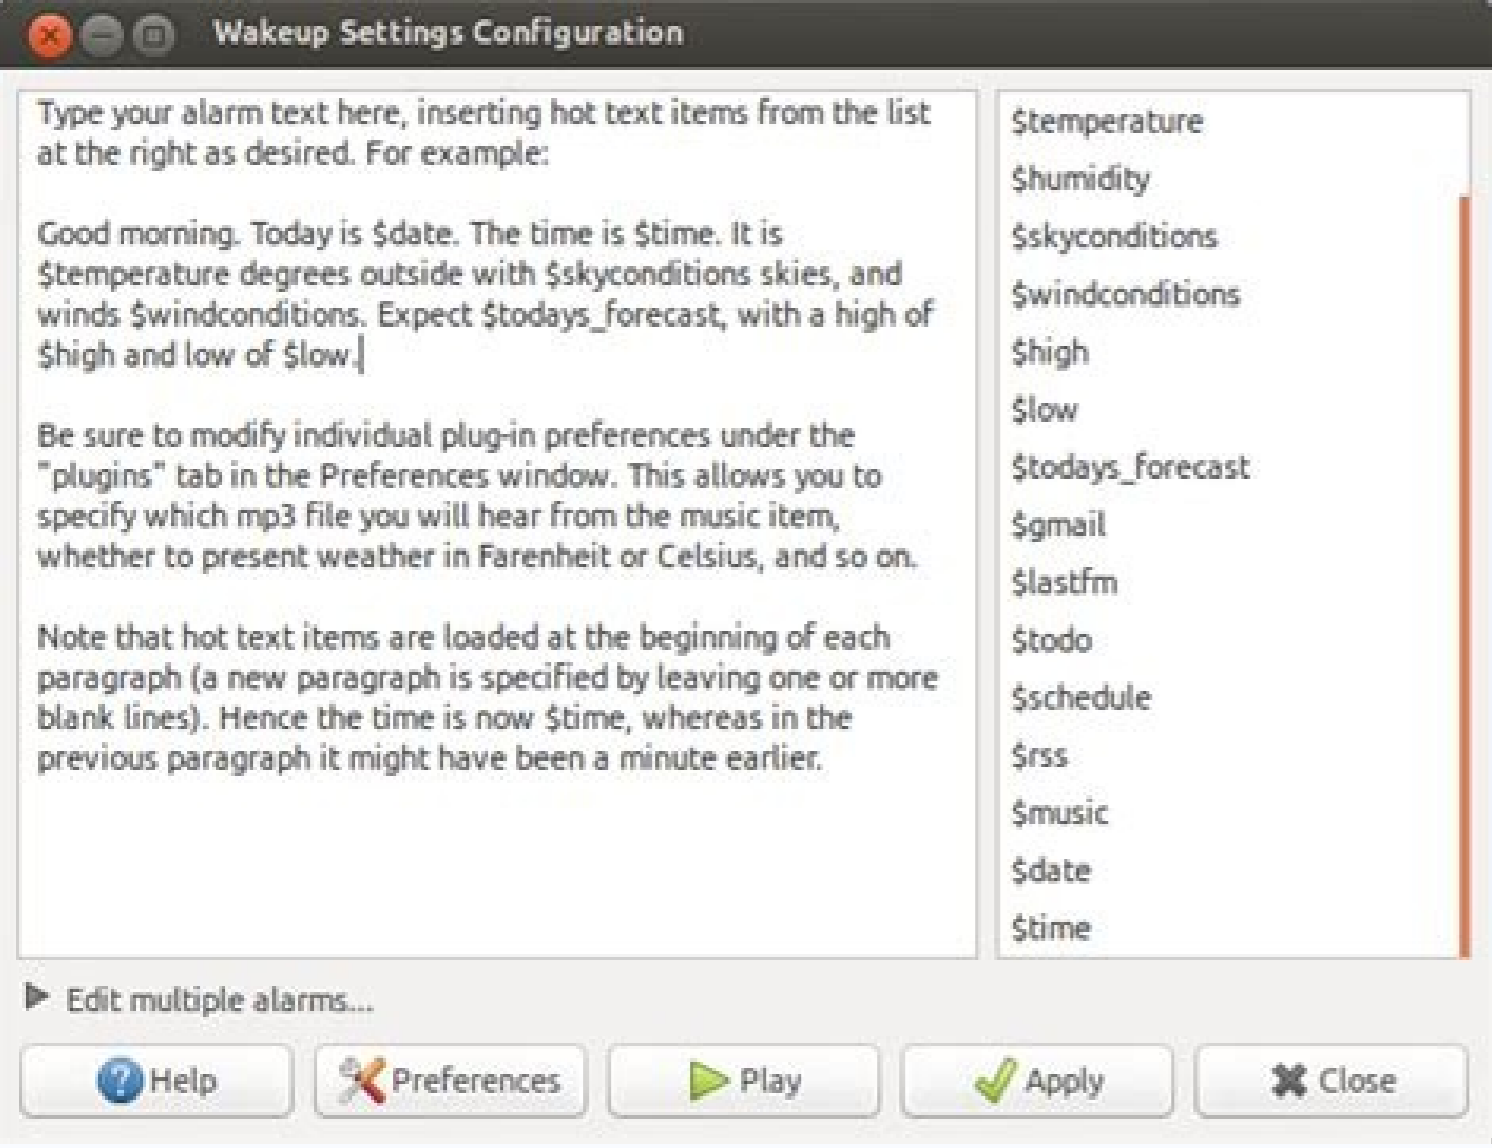 Wakeup Settings Configuration
Type your alarm text here, inserting hot text items from the list
at the right as desired. For example:
Good morning. Today is $date. The time is $time. It is
$temperature degrees outside with $skyconditions skies, and
winds $windconditions. Expect $todays_forecast, with a high of
$high and low of $low.
Be sure to modify individual plug-in preferences under the
"plugins" tab in the Preferences window. This allows you to
specify which mp3 file you will hear from the music item,
whether to present weather in Farenheit or Celsius, and so on.
Note that hot text items are loaded at the beginning of each
paragraph (a new paragraph is specified by leaving one or more
blank lines). Hence the time is now $time, whereas in the
previous paragraph it might have been a minute earlier.
$temperature
$humidity
$skyconditions
$windconditions
$high
$low
$todays_forecast
$gmail
$lastfm
$todo
$schedule
$rss
$music
$date
$time
Edit multiple alarms...
Help
Preferences
Play
Apply
Close